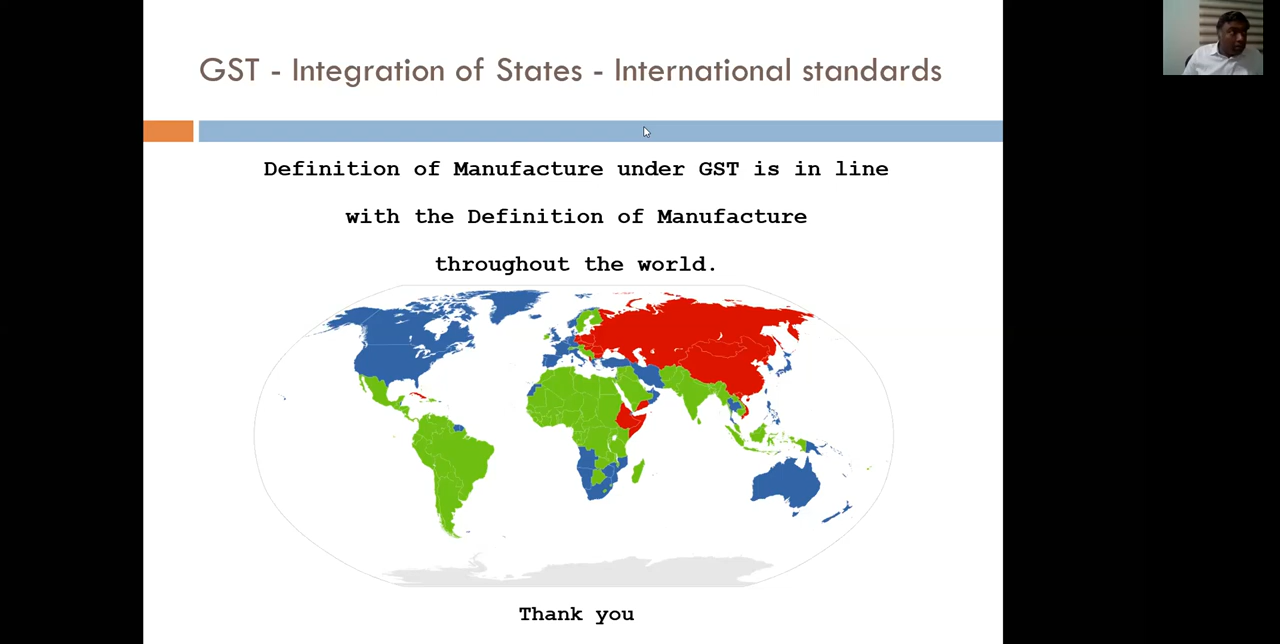 GST - Integration of States - International standards
Definition of Manufacture under GST is in line
with the Definition of Manufacture
throughout the world.
Thank you